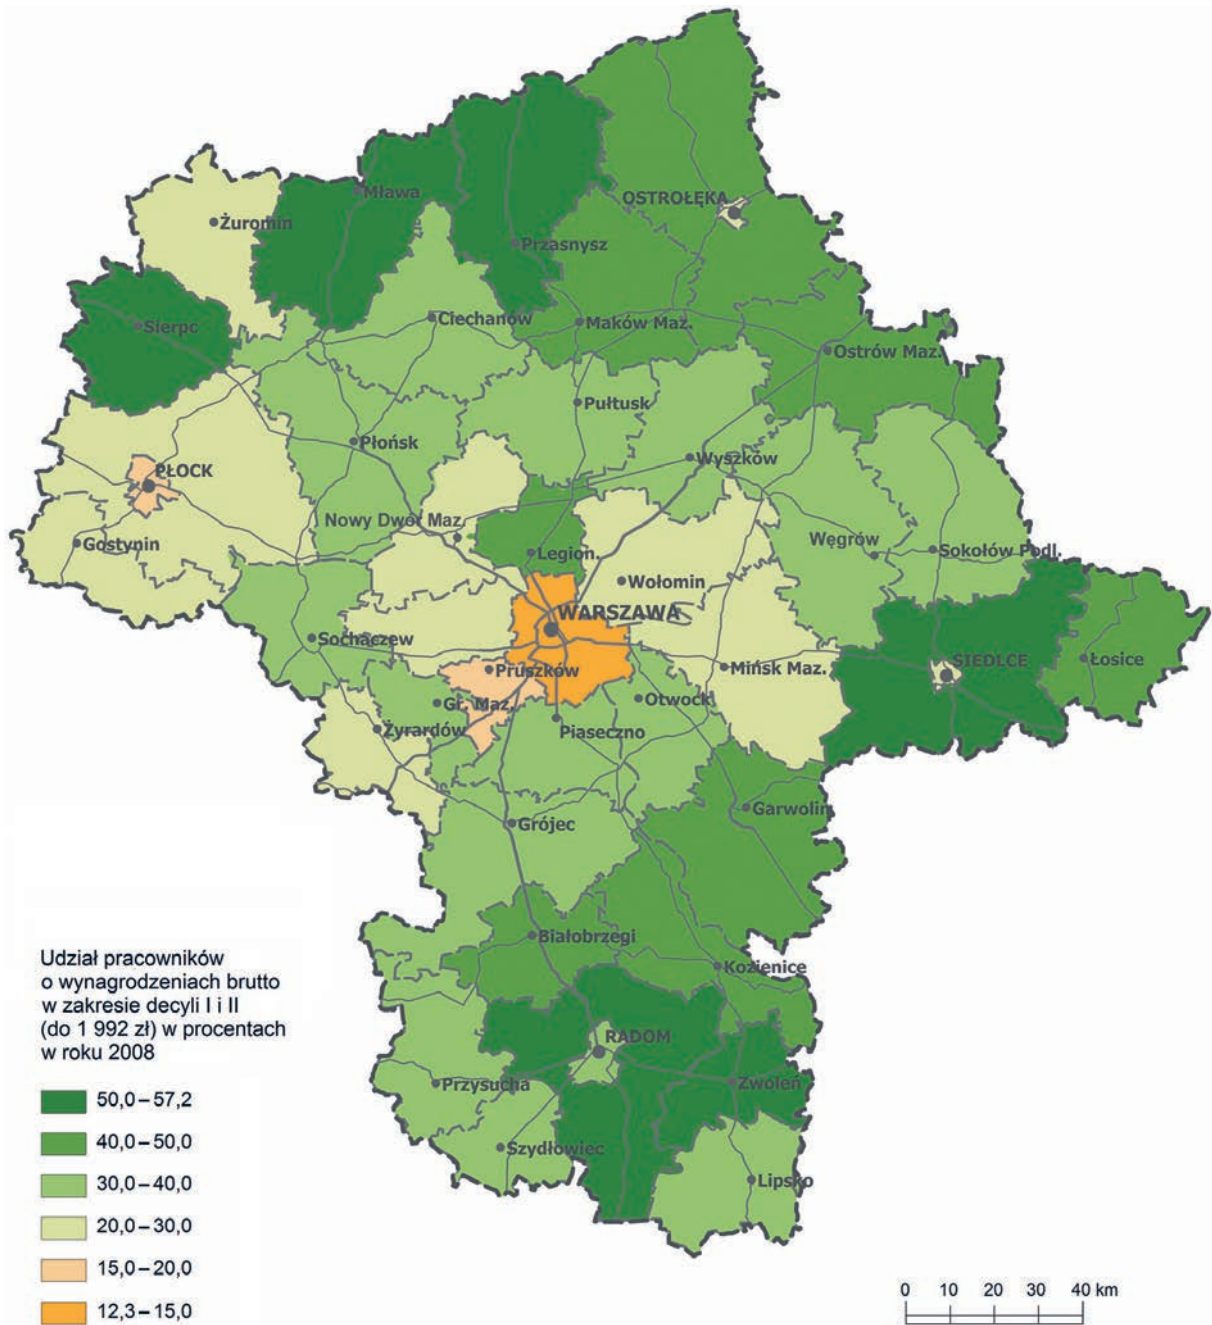 Mława
OSTROŁĘKA
Żuromin
Przasnysz
Sierpc
Ciechanów
Maków Maz.
Ostrów Maz.
Pułtusk
Płońsk
Wyszków
PŁOCK
Nowy Dwór Maz.
Gostynin
Legion.
Węgrów
Sokołów Podl.
Wołomin
WARSZAWA
Sochaczew
Pruszków
Mińsk Maz.
SIEDLCE
Łosice
Gr. Maz.
Otwock
Żyrardów
Piaseczno
Garwolin
Grójec
Białobrzegi
Kozienice
RADOM
Przysucha
Zwoleń
Szydłowiec
Lipsko
Udział pracowników
o wynagrodzeniach brutto
w zakresie decyli I i II
(do 1 992 zł) w procentach
w roku 2008
50,0 – 57,2
40,0 – 50,0
30,0 – 40,0
20,0 – 30,0
15,0 – 20,0
12,3 – 15,0
0 10 20 30 40 km